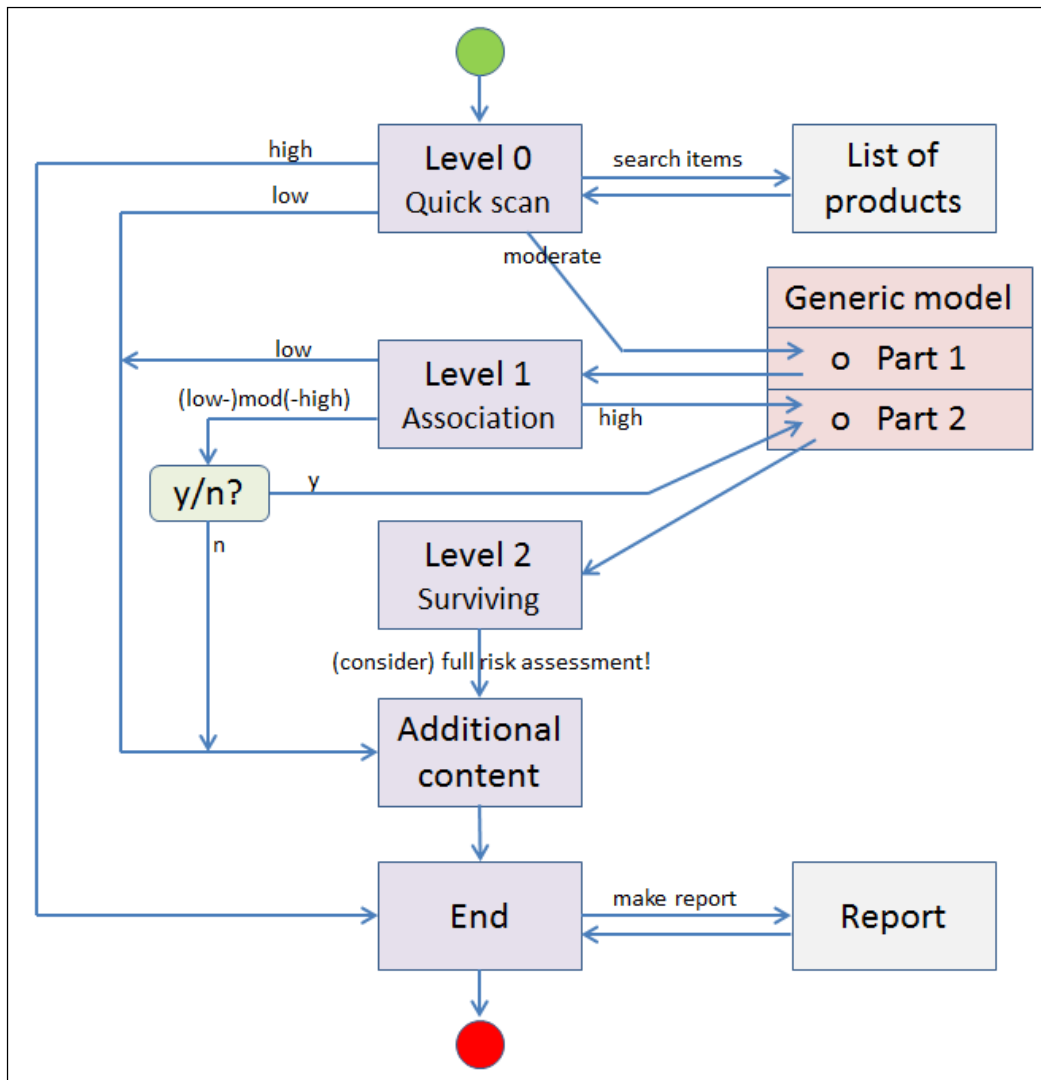 high
Level 0
Quick scan
search items
List of
products
low
moderate
Generic model
o Part 1
o Part 2
low
Level 1
Association
(low-)mod(-high)
high
y/n?
y
n
Level 2
Surviving
(consider) full risk assessment!
Additional
content
End
make report
Report